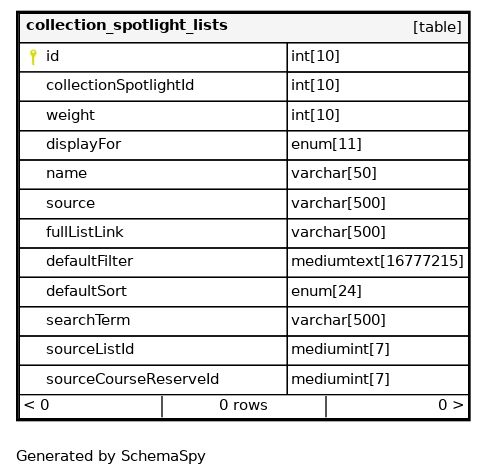 collection_spotlight_lists [table]
id int[10]
collectionSpotlightId int[10]
weight int[10]
displayFor enum[11]
name varchar[50]
source varchar[500]
fullListLink varchar[500]
defaultFilter mediumtext[16777215]
defaultSort enum[24]
searchTerm varchar[500]
sourceListId mediumint[7]
sourceCourseReserveId mediumint[7]
< 0 0 rows 0 >
Generated by SchemaSpy